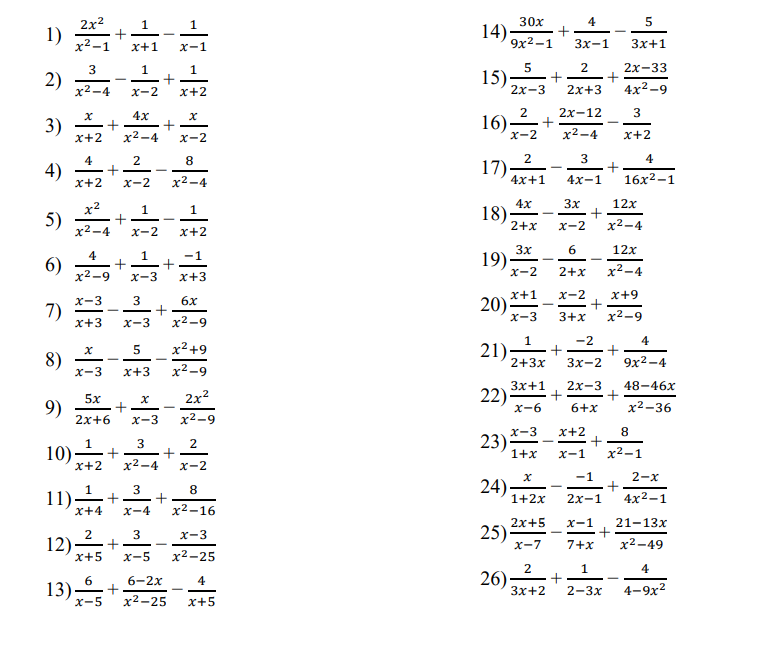 1) 2x²/(x²−1) + 1/(x+1) − 1/(x−1)
2) 3/(x²−4) − 1/(x−2) + 1/(x+2)
3) x/(x+2) + 4x/(x²−4) + x/(x−2)
4) 4/(x+2) + 2/(x−2) − 8/(x²−4)
5) x²/(x²−4) + 1/(x−2) − 1/(x+2)
6) 4/(x²−9) + 1/(x−3) + −1/(x+3)
7) x−3/(x+3) − 3/(x−3) + 6x/(x²−9)
8) x/(x−3) − 5/(x+3) − x²+9/(x²−9)
9) 5x/(2x+6) + x/(x−3) − 2x²/(x²−9)
10) 1/(x+2) + 3/(x²−4) + 2/(x−2)
11) 1/(x+4) + 3/(x−4) + 8/(x²−16)
12) 2/(x+5) + 3/(x−5) − x−3/(x²−25)
13) 6/(x−5) + 6−2x/(x²−25) − 4/(x+5)
14) 30x/(9x²−1) + 4/(3x−1) − 5/(3x+1)
15) 5/(2x−3) + 2/(2x+3) + 2x−33/(4x²−9)
16) 2/(x−2) + 2x−12/(x²−4) − 3/(x+2)
17) 2/(4x+1) − 3/(4x−1) + 4/(16x²−1)
18) 4x/(2+x) − 3x/(x−2) + 12x/(x²−4)
19) 3x/(x−2) − 6/(2+x) − 12x/(x²−4)
20) x+1/(x−3) − x−2/(3+x) + x+9/(x²−9)
21) 1/(2+3x) + −2/(3x−2) + 4/(9x²−4)
22) 3x+1/(x−6) + 2x−3/(6+x) + 48−46x/(x²−36)
23) x−3/(1+x) − x+2/(x−1) + 8/(x²−1)
24) x/(1+2x) − −1/(2x−1) + 2−x/(4x²−1)
25) 2x+5/(x−7) − x−1/(7+x) + 21−13x/(x²−49)
26) 2/(3x+2) + 1/(2−3x) − 4/(4−9x²)